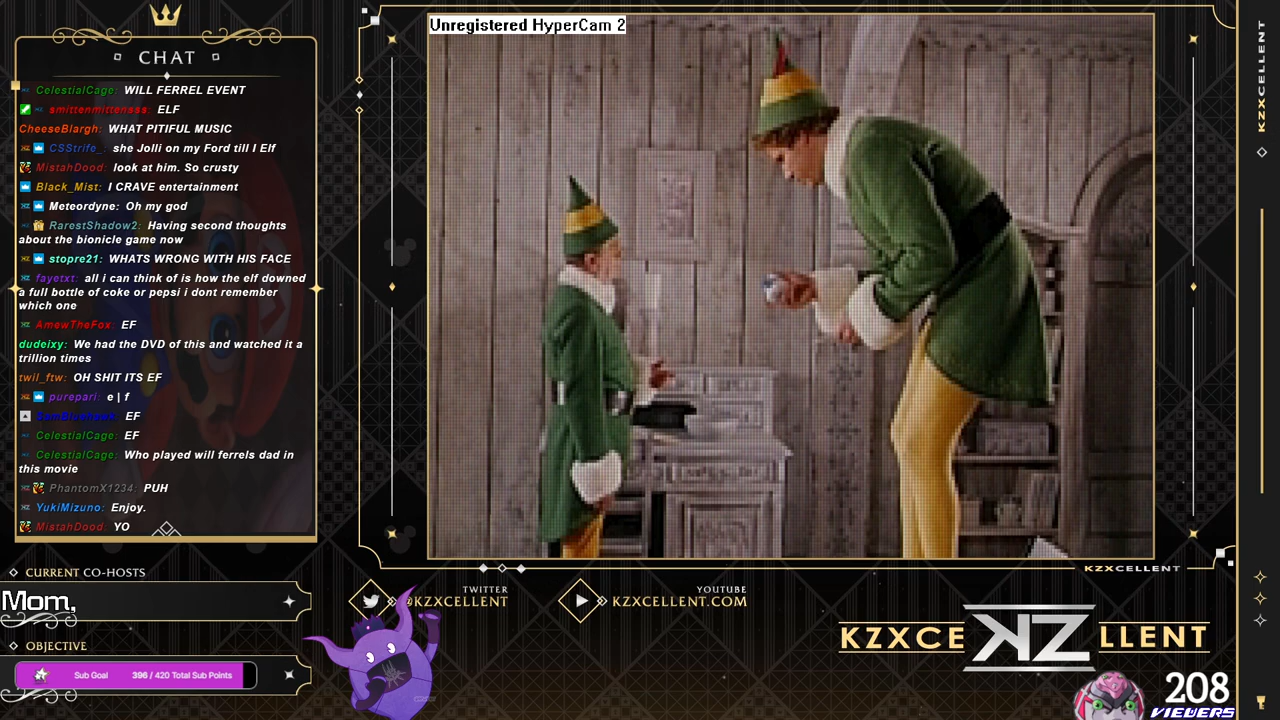 Unregistered HyperCam 2
CHAT
CelestialCage: WILL FERREL EVENT
smittenmittensss: ELF
CheeseBlargh: WHAT PITIFUL MUSIC
CSStrife_: she Jolli on my Ford till I Elf
MistahDood: look at him. So crusty
Black_Mist: I CRAVE entertainment
Meteordyne: Oh my god
RarestShadow2: Having second thoughts
about the bionicle game now
stopre21: WHATS WRONG WITH HIS FACE
fayetxt: all i can think of is how the elf downed
a full bottle of coke or pepsi i dont remember
which one
AmewTheFox: EF
dudeixy: We had the DVD of this and watched it a
trillion times
twil_ftw: OH SHIT ITS EF
purepari: e | f
EF
CelestialCage: EF
CelestialCage: Who played will ferrels dad in
this movie
PhantomX1234: PUH
YukiMizuno: Enjoy.
MistahDood: YO
CURRENT CO-HOSTS
Mom,
OBJECTIVE
Sub Goal 396 / 420 Total Sub Points
TWITTER
@KZXCELLENT
YOUTUBE
KZXCELLENT.COM
KZXCELLENT
KZXCE KZ LLENT
208
VIEWERS
KZXCELLENT